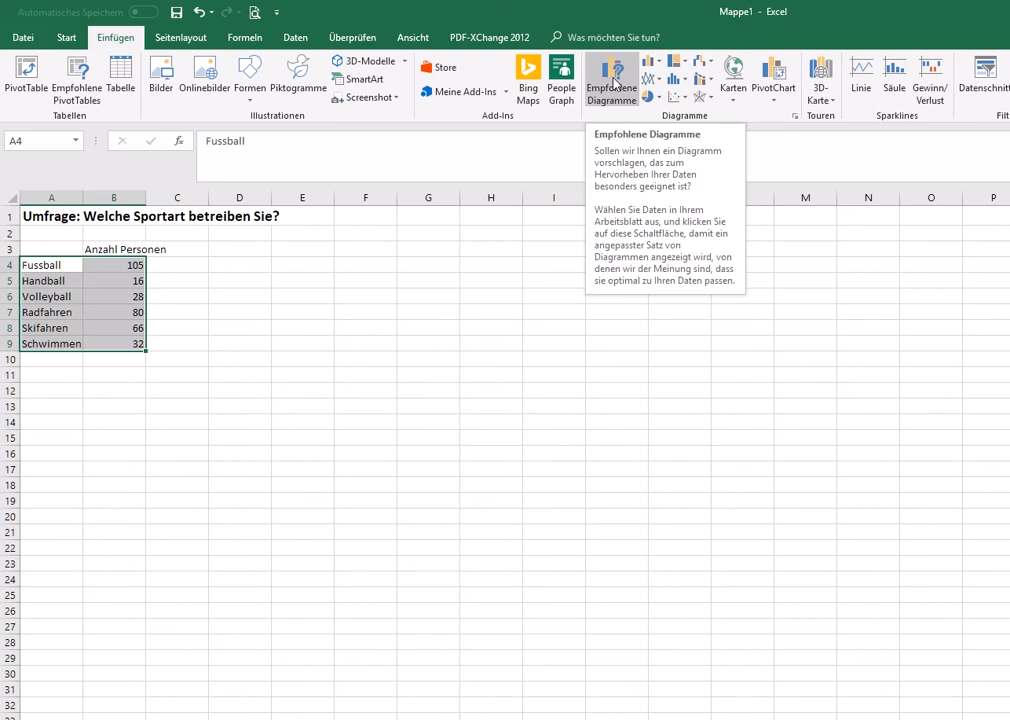 Automatisches Speichern
Mappe1 - Excel
Datei Start Einfügen Seitenlayout Formeln Daten Überprüfen Ansicht PDF-XChange 2012 Was möchten Sie tun?
PivotTable
Empfohlene
PivotTables
Tabelle
Tabellen
Bilder
Onlinebilder
Formen
Piktogramme
3D-Modelle
SmartArt
Screenshot
Illustrationen
Store
Meine Add-Ins
Bing
Maps
People
Graph
Add-Ins
Empfohlene
Diagramme
Karten
PivotChart
Diagramme
3D-
Karte
Touren
Linie
Säule
Gewinn/
Verlust
Sparklines
Datenschnitt
Filt
A4
fx
Fussball
Empfohlene Diagramme
Sollen wir Ihnen ein Diagramm
vorschlagen, das zum
Hervorheben Ihrer Daten
besonders geeignet ist?
Wählen Sie Daten in Ihrem
Arbeitsblatt aus, und klicken Sie
auf diese Schaltfläche, damit ein
angepasster Satz von
Diagrammen angezeigt wird, von
denen wir der Meinung sind, dass
sie optimal zu Ihren Daten passen.
A B C D E F G H I M N O P
1 Umfrage: Welche Sportart betreiben Sie?
2
3 Anzahl Personen
4 Fussball 105
5 Handball 16
6 Volleyball 28
7 Radfahren 80
8 Skifahren 66
9 Schwimmen 32
10
11
12
13
14
15
16
17
18
19
20
21
22
23
24
25
26
27
28
29
30
31
32